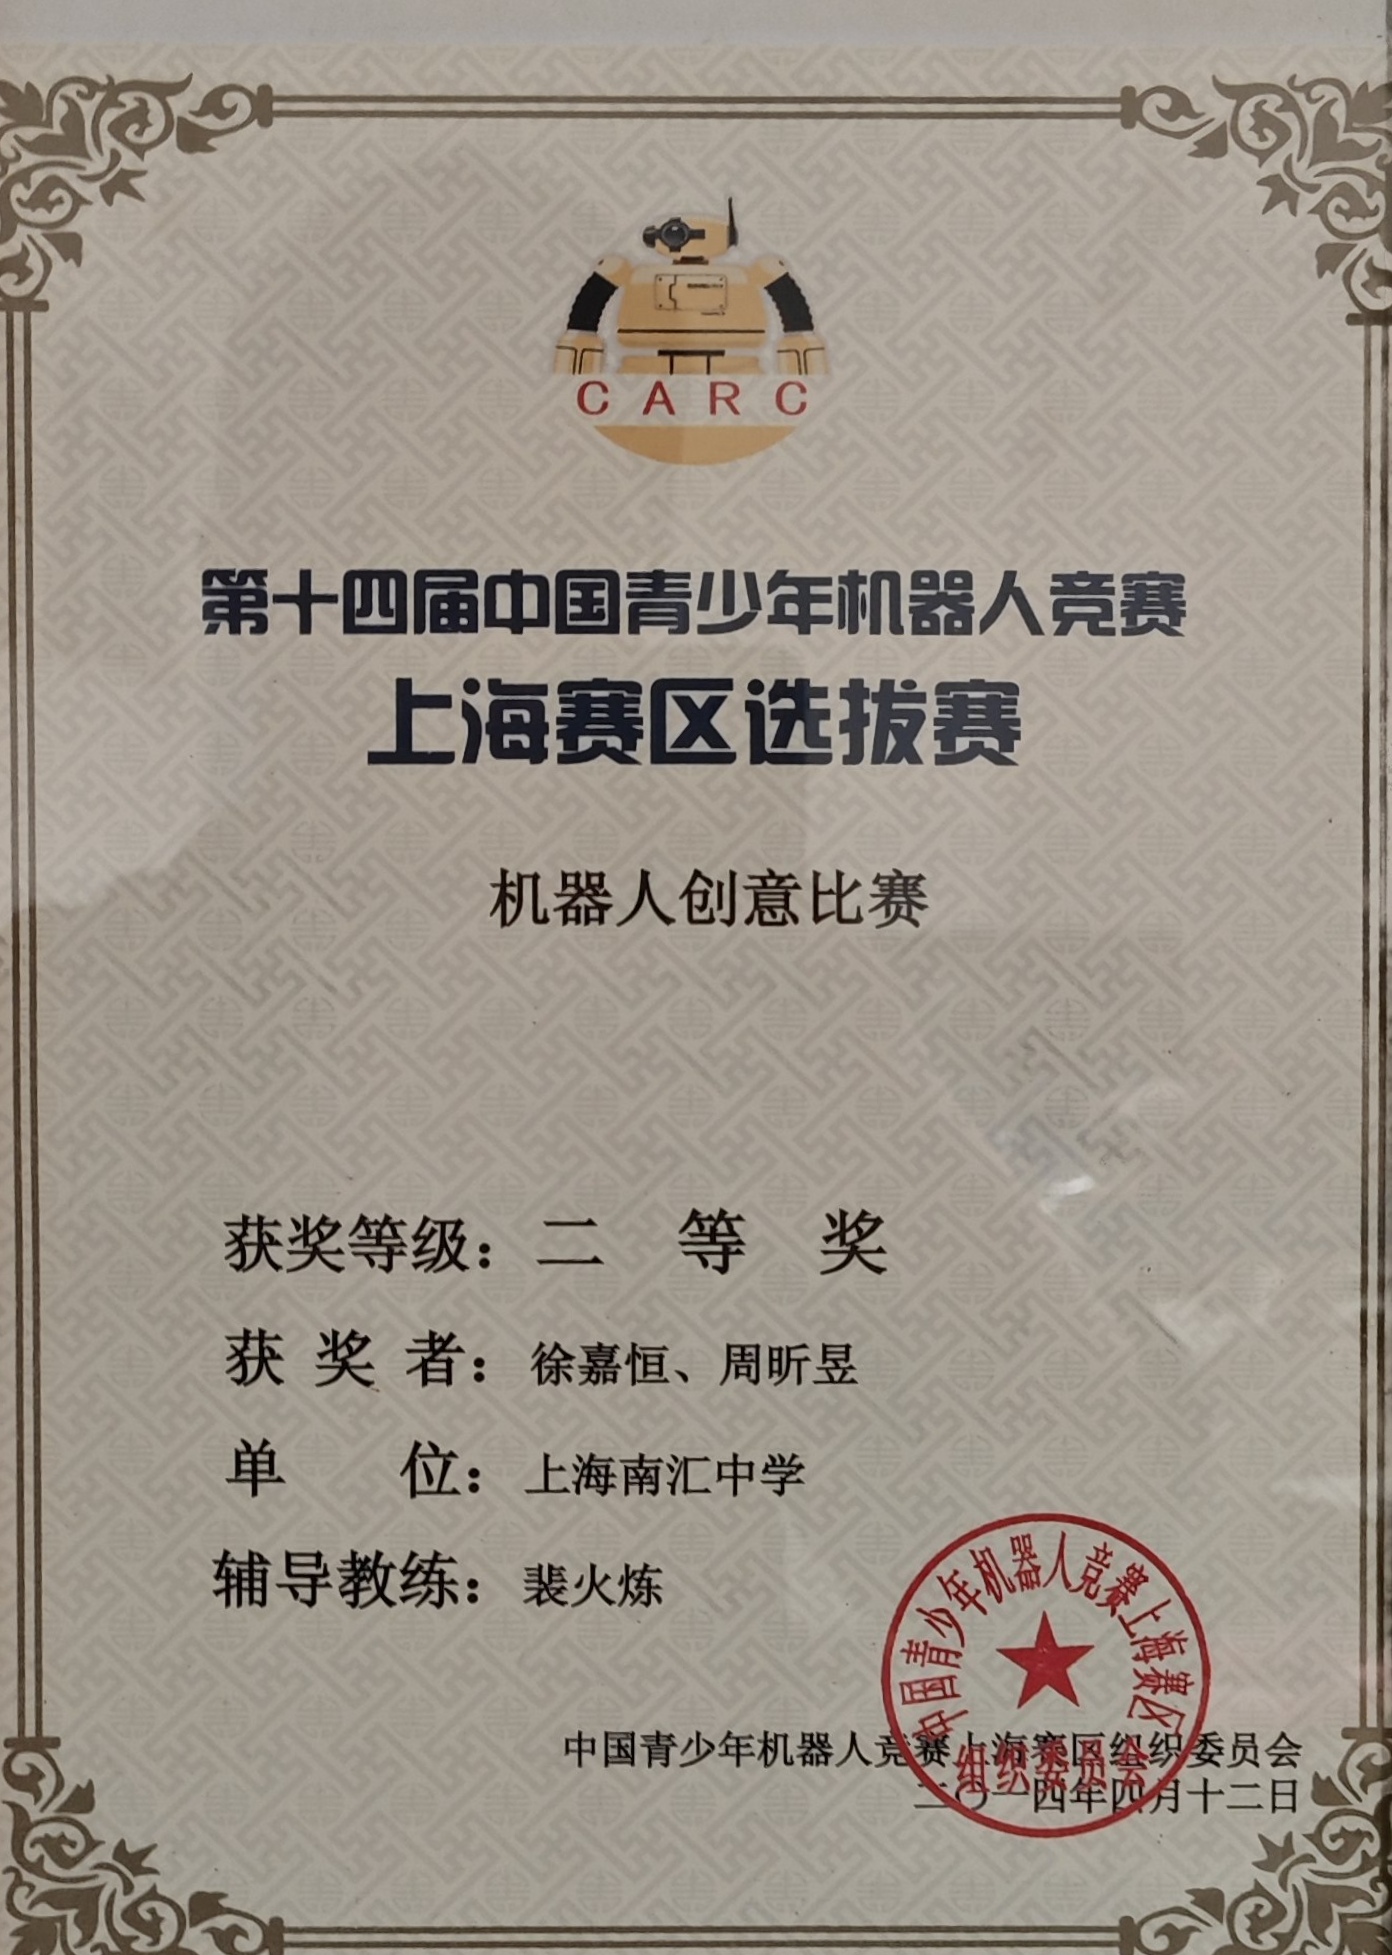 CARC
第十四届中国青少年机器人竞赛
上海赛区选拔赛
机器人创意比赛
获奖等级：二 等 奖
获 奖 者：徐嘉恒、周昕昱
单 位：上海南汇中学
辅导教练：裴火炼
中国青少年机器人竞赛上海赛区
组织委员会
中国青少年机器人竞赛上海赛区组织委员会
二〇一四年四月十二日